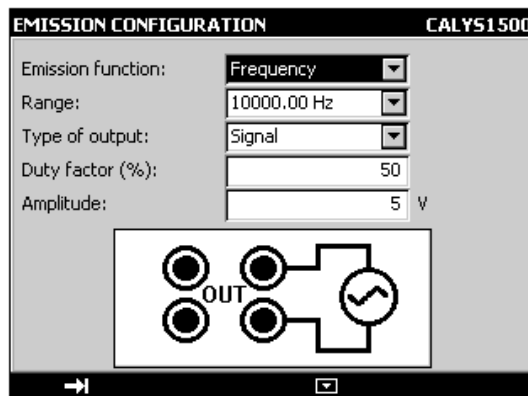 EMISSION CONFIGURATION CALYS1500
Emission function: Frequency
Range: 10000.00 Hz
Type of output: Signal
Duty factor (%): 50
Amplitude: 5 V
OUT